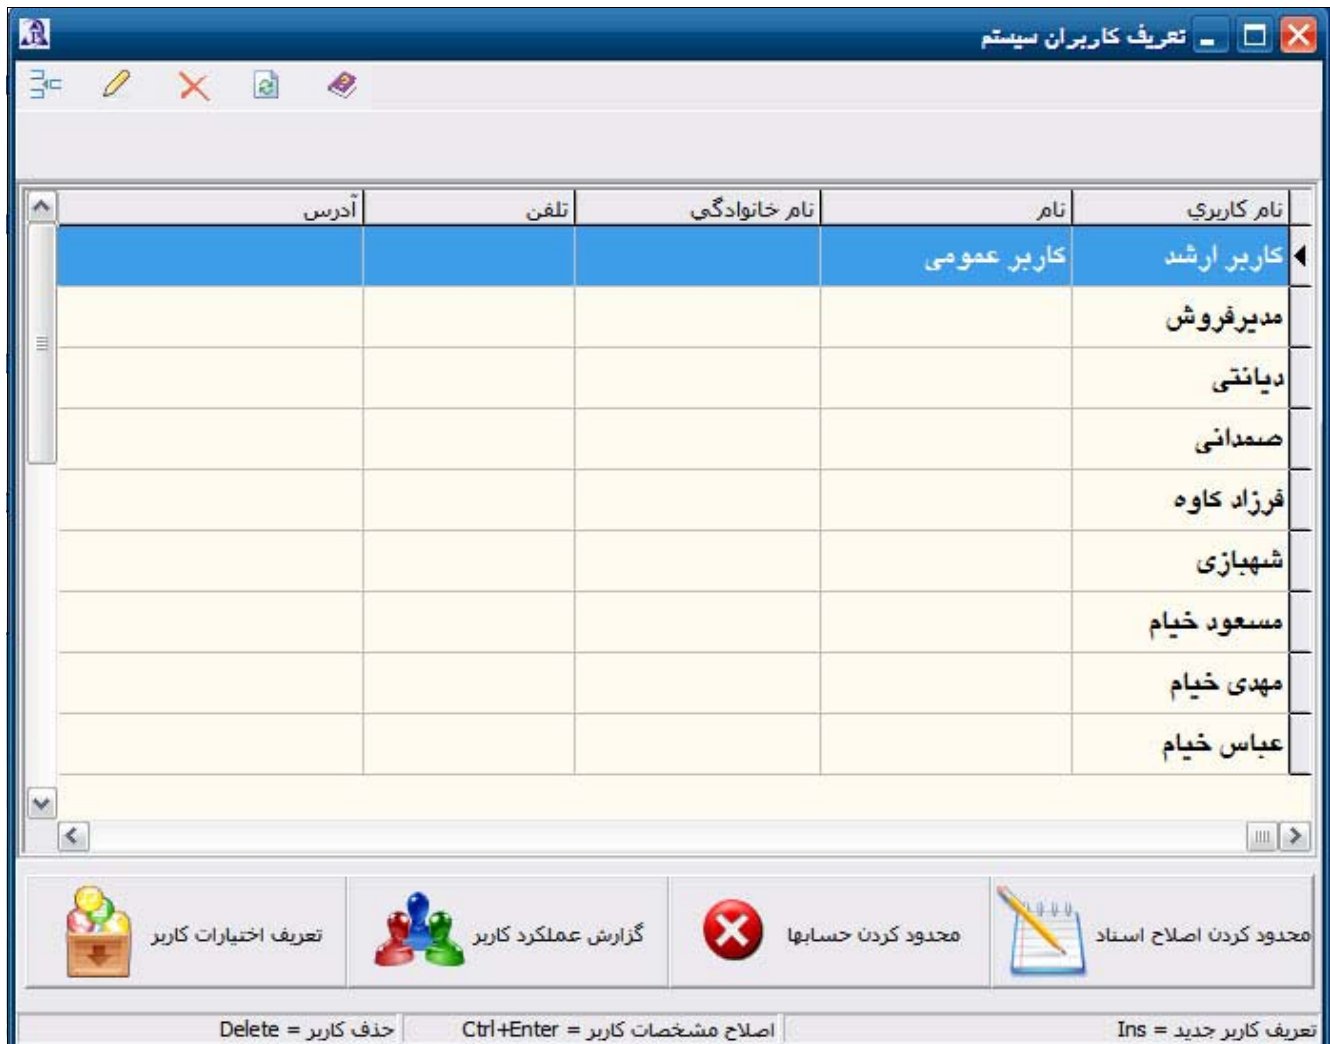 تعریف کاربران سیستم
نام کاربري نام نام خانوادگی تلفن آدرس
کاربر ارشد کاربر عمومی
مدیرفروش
دیانتی
صمدانی
فرزاد کاوه
شهبازی
مسعود خیام
مهدی خیام
عباس خیام
محدود کردن اصلاح اسناد محدود کردن حسابها گزارش عملکرد کاربر تعریف اختیارات کاربر
تعریف کاربر جدید = Ins اصلاح مشخصات کاربر = Ctrl+Enter حذف کاربر = Delete